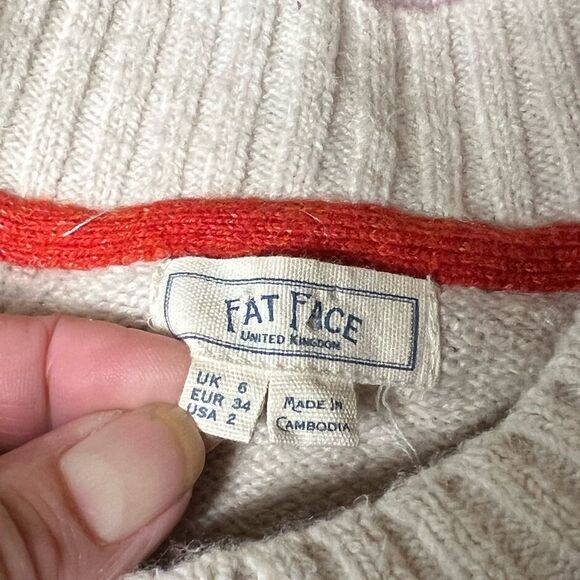 FAT FACE
UNITED KINGDOM
UK 6
EUR 34
USA 2
MADE IN
CAMBODIA